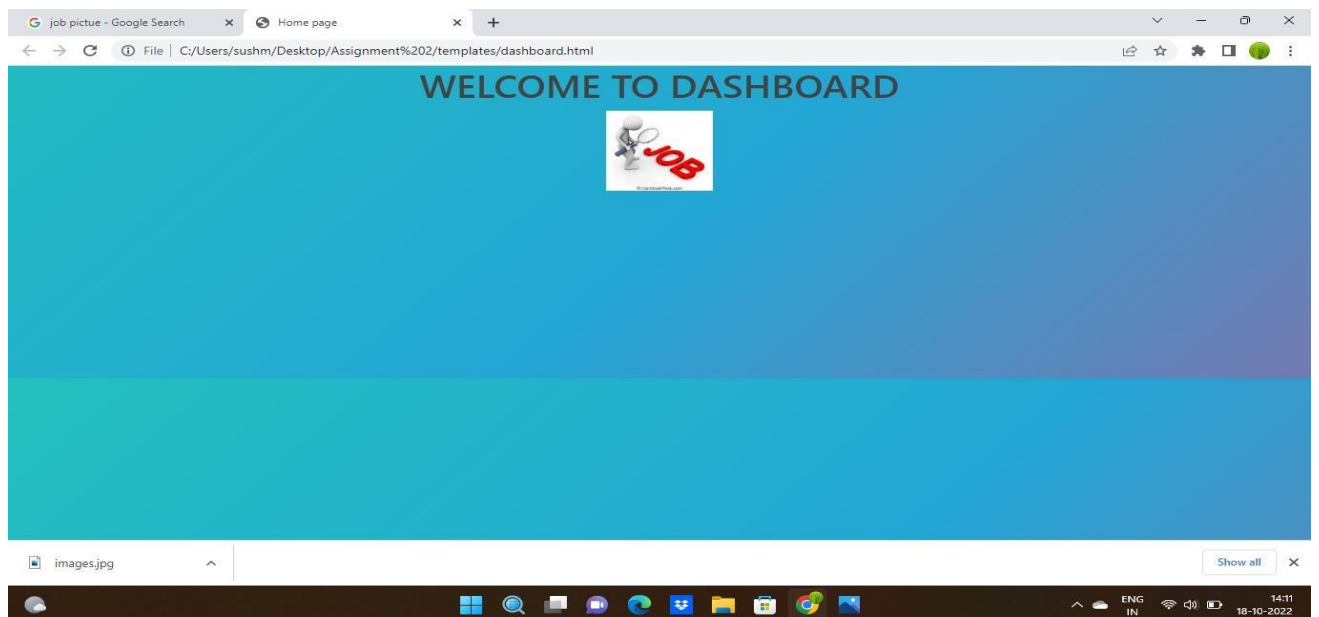 job pictue - Google Search
Home page
File | C:/Users/sushm/Desktop/Assignment%202/templates/dashboard.html
WELCOME TO DASHBOARD
JOB
images.jpg
Show all
ENG
IN
14:11
18-10-2022